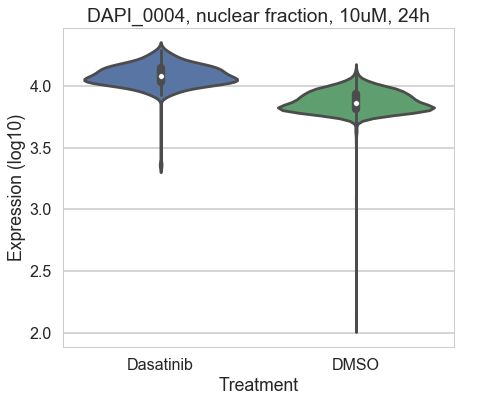 DAPI_0004, nuclear fraction, 10uM, 24h
Expression (log10)
4.0
3.5
3.0
2.5
2.0
Dasatinib DMSO
Treatment